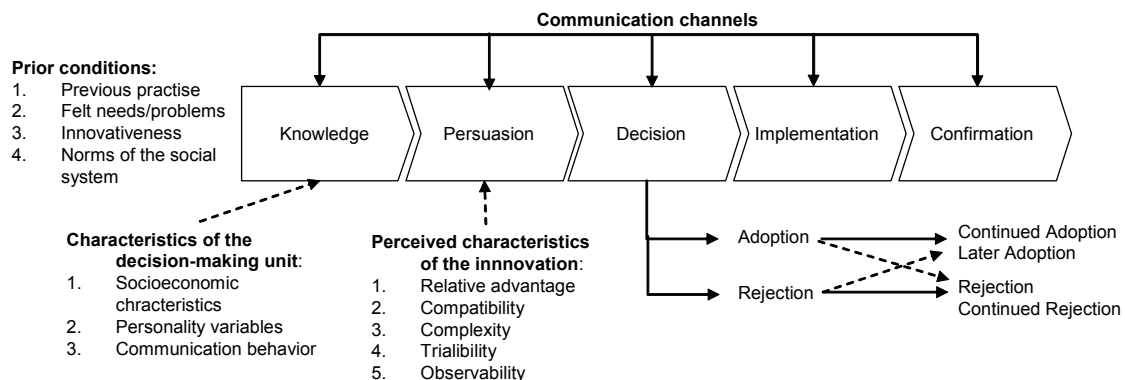 Communication channels
Prior conditions:
1. Previous practise
2. Felt needs/problems
3. Innovativeness
4. Norms of the social
system
Knowledge
Persuasion
Decision
Implementation
Confirmation
Characteristics of the
decision-making unit:
1. Socioeconomic
chracteristics
2. Personality variables
3. Communication behavior
Perceived characteristics
of the innnovation:
1. Relative advantage
2. Compatibility
3. Complexity
4. Trialibility
5. Observability
Adoption
Rejection
Continued Adoption
Later Adoption
Rejection
Continued Rejection